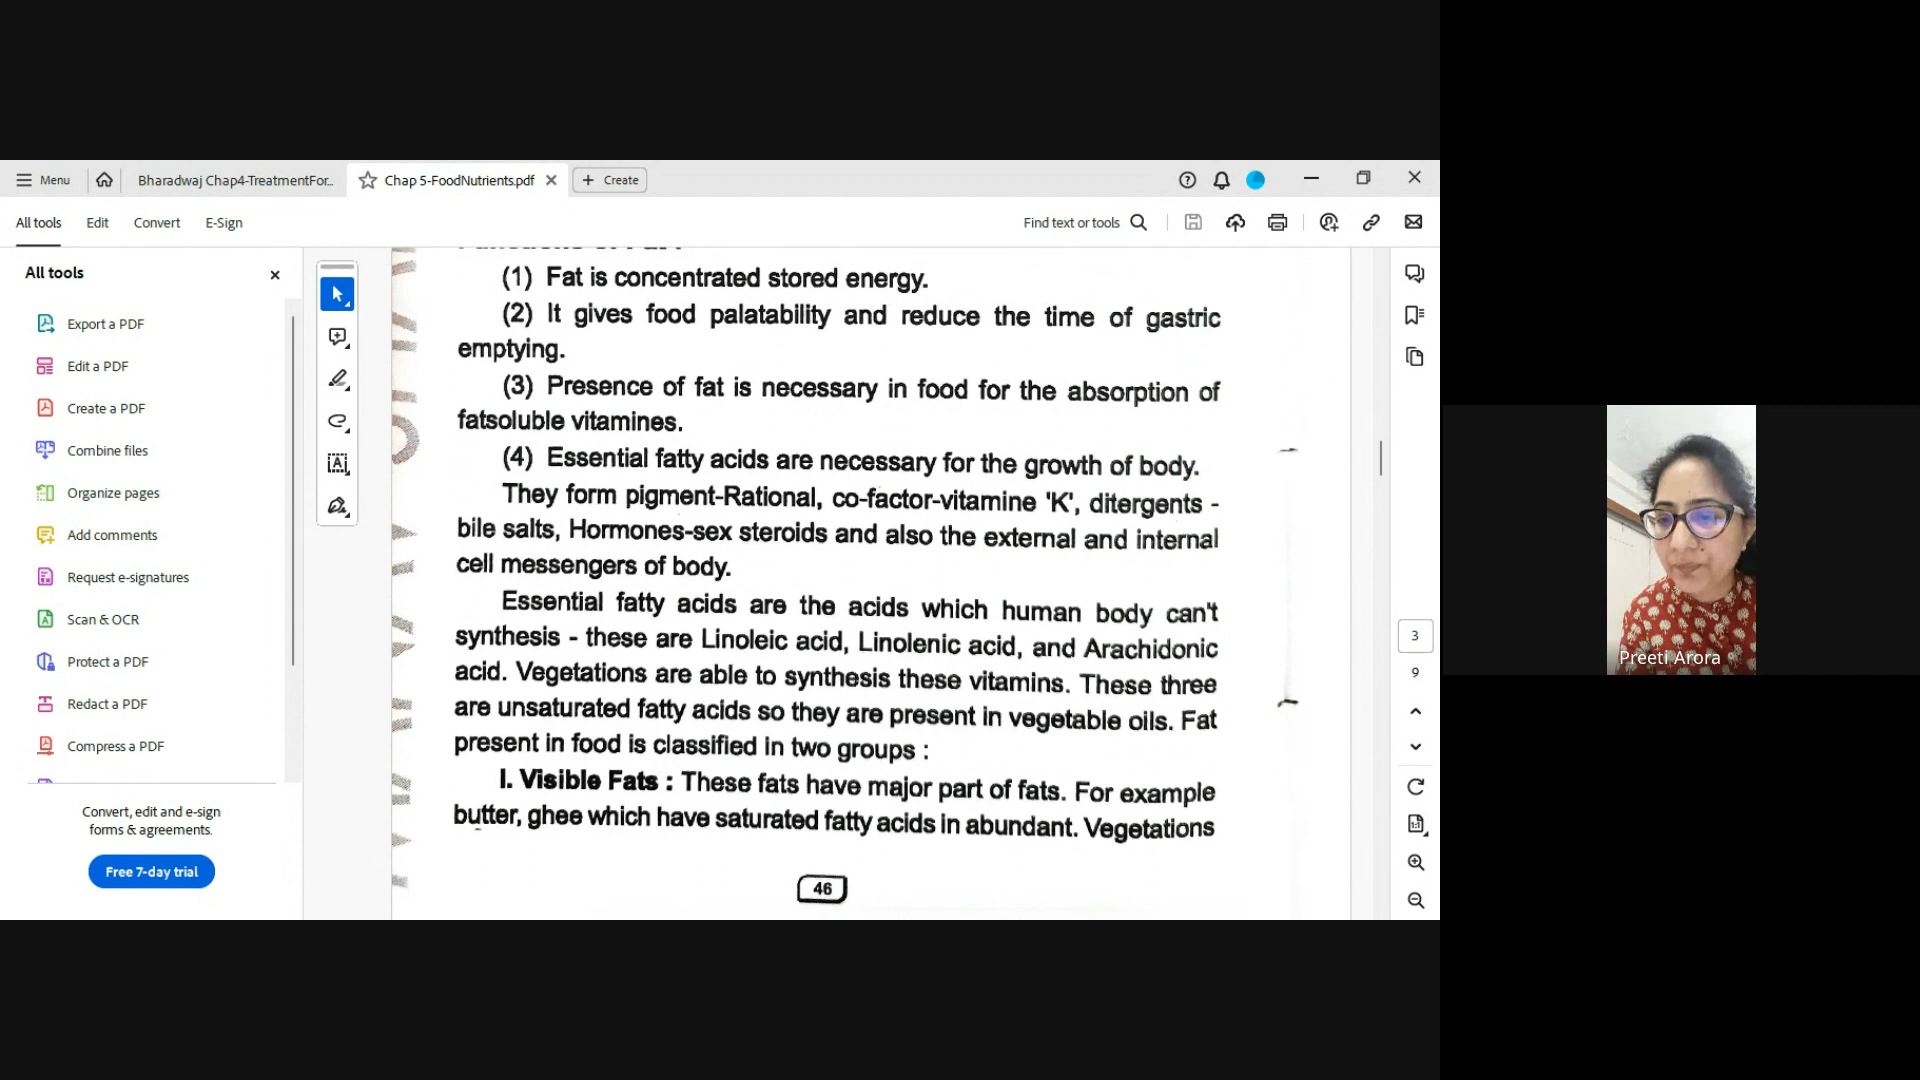 Menu
Bharadwaj Chap4-TreatmentFor...
Chap 5-FoodNutrients.pdf
Create
All tools
Edit
Convert
E-Sign
Find text or tools
All tools
Export a PDF
Edit a PDF
Create a PDF
Combine files
Organize pages
Add comments
Request e-signatures
Scan & OCR
Protect a PDF
Redact a PDF
Compress a PDF
Convert, edit and e-sign
forms & agreements.
Free 7-day trial
(1) Fat is concentrated stored energy.
(2) It gives food palatability and reduce the time of gastric
emptying.
(3) Presence of fat is necessary in food for the absorption of
fatsoluble vitamines.
(4) Essential fatty acids are necessary for the growth of body.
They form pigment-Rational, co-factor-vitamine 'K', ditergents -
bile salts, Hormones-sex steroids and also the external and internal
cell messengers of body.
Essential fatty acids are the acids which human body can't
synthesis - these are Linoleic acid, Linolenic acid, and Arachidonic
acid. Vegetations are able to synthesis these vitamins. These three
are unsaturated fatty acids so they are present in vegetable oils. Fat
present in food is classified in two groups :
I. Visible Fats : These fats have major part of fats. For example
butter, ghee which have saturated fatty acids in abundant. Vegetations
46
3
9
Preeti Arora